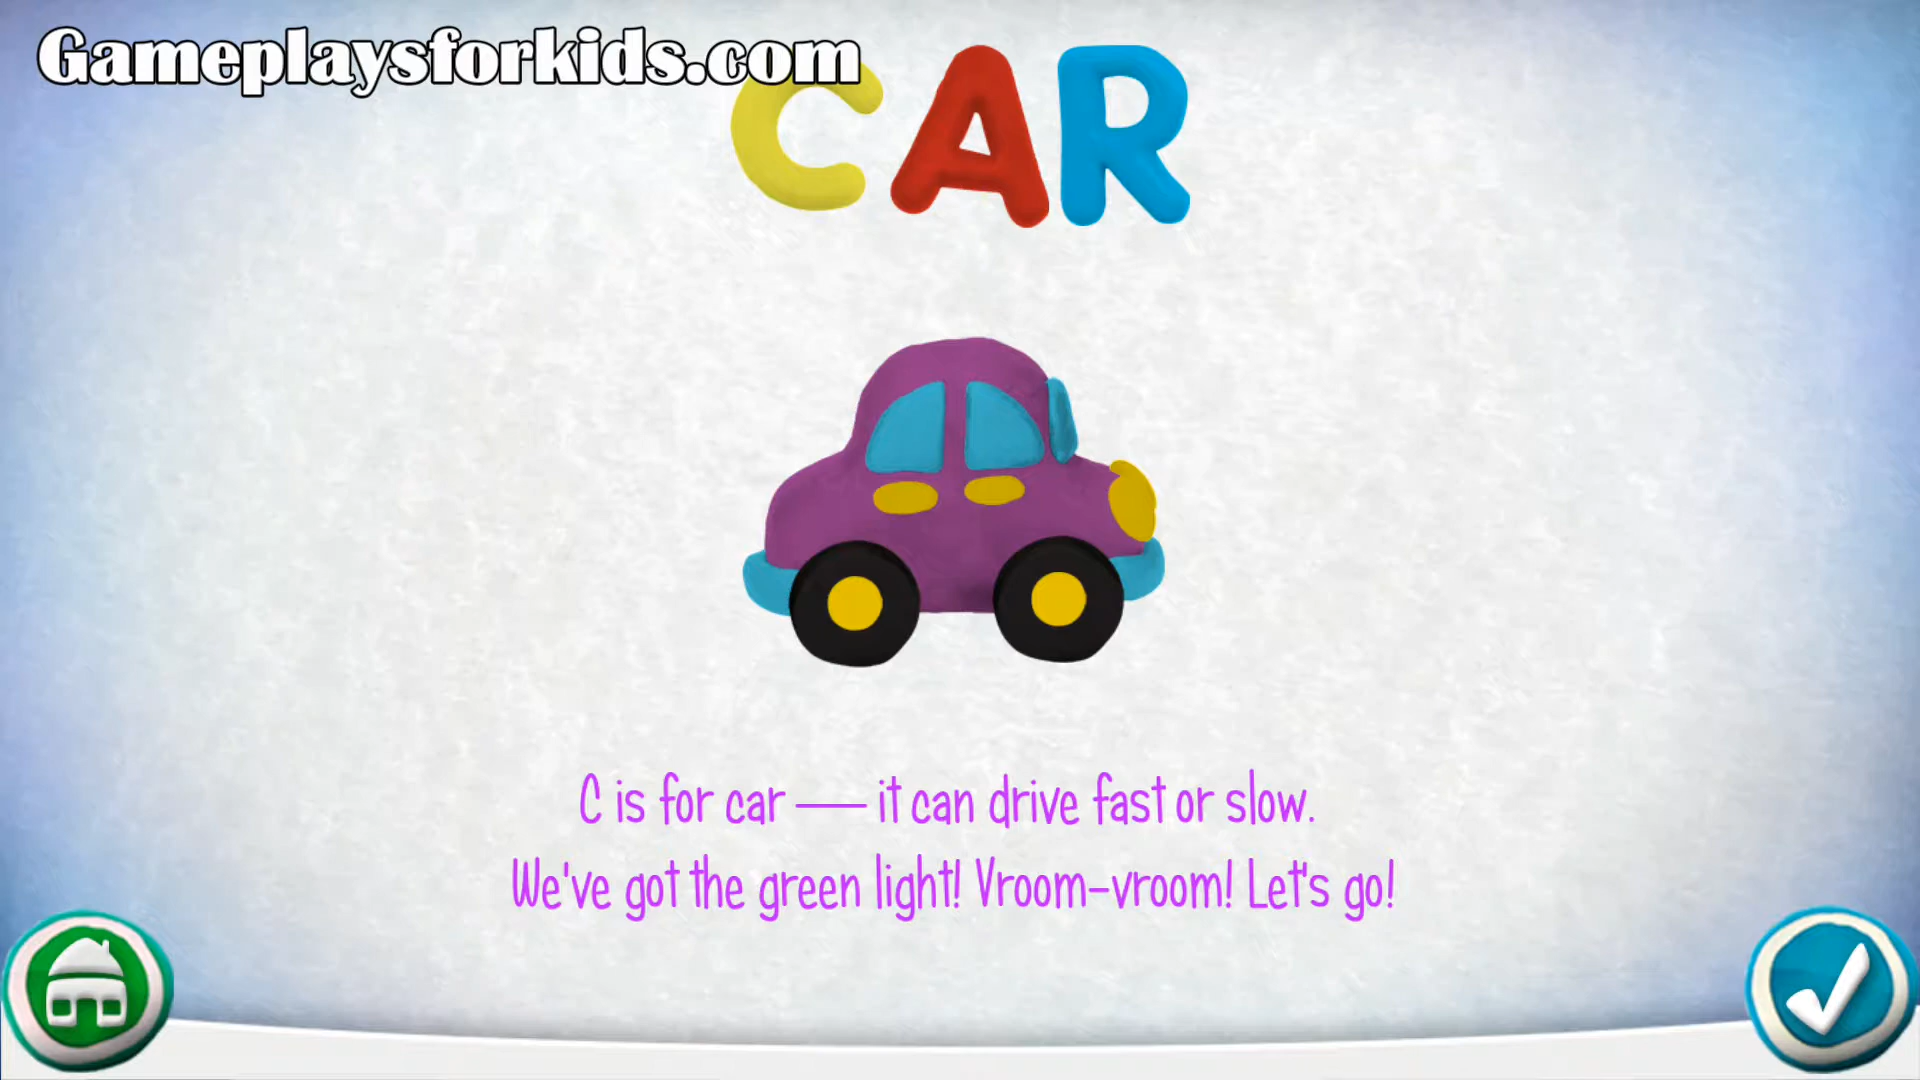 Gameplaysforkids.com
CAR
C is for car — it can drive fast or slow.
We've got the green light! Vroom-vroom! Let's go!